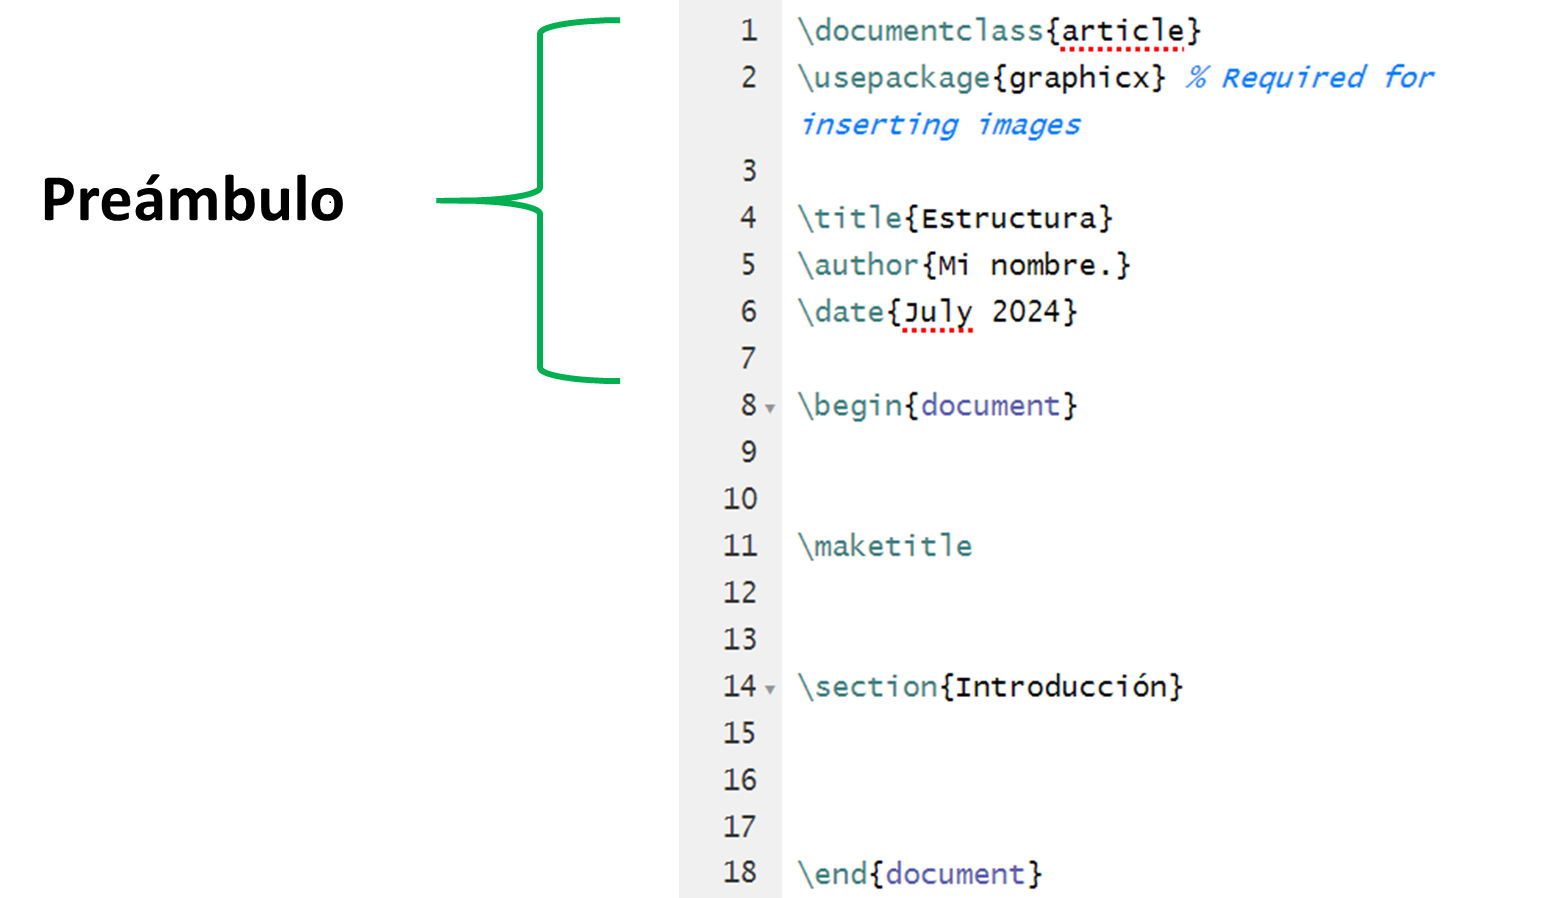 Preámbulo
1 \documentclass{article}
2 \usepackage{graphicx} % Required for
inserting images
3
4 \title{Estructura}
5 \author{Mi nombre.}
6 \date{July 2024}
7
8 \begin{document}
9
10
11 \maketitle
12
13
14 \section{Introducción}
15
16
17
18 \end{document}